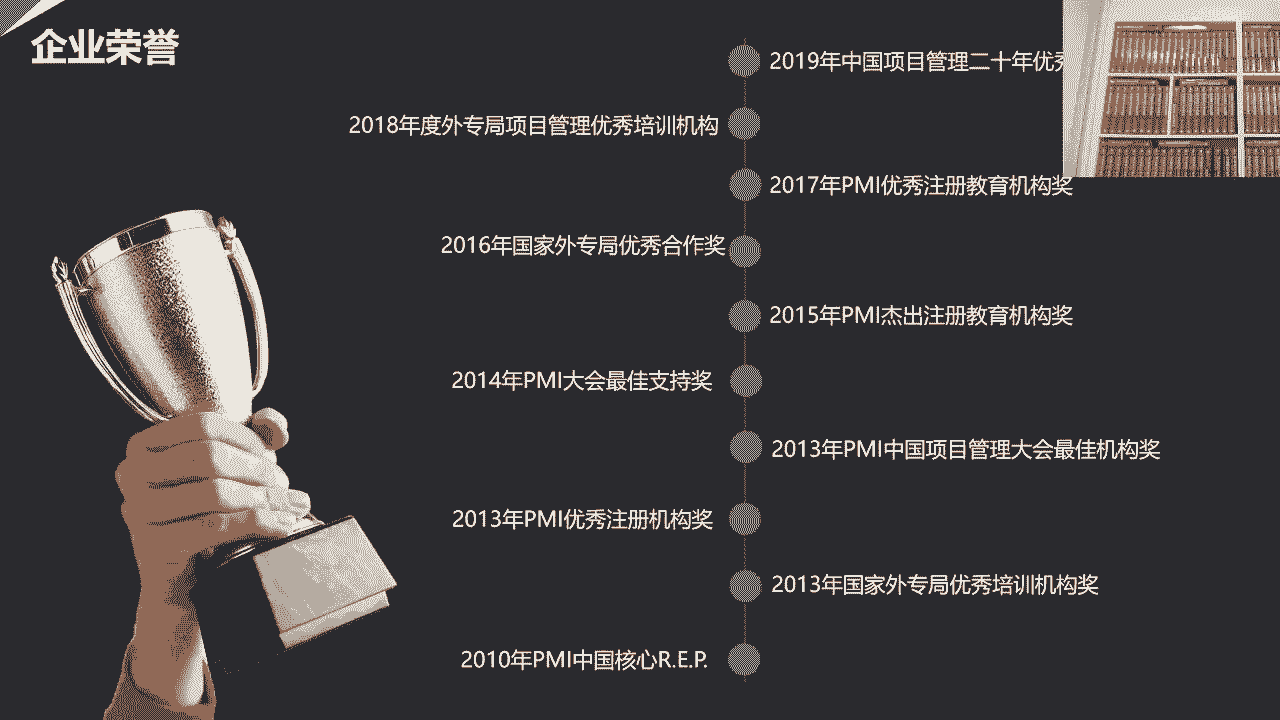 企业荣誉
2019年中国项目管理二十年优
2018年度外专局项目管理优秀培训机构
2017年PMI优秀注册教育机构奖
2016年国家外专局优秀合作奖
2015年PMI杰出注册教育机构奖
2014年PMI大会最佳支持奖
2013年PMI中国项目管理大会最佳机构奖
2013年PMI优秀注册机构奖
2013年国家外专局优秀培训机构奖
2010年PMI中国核心R.E.P.